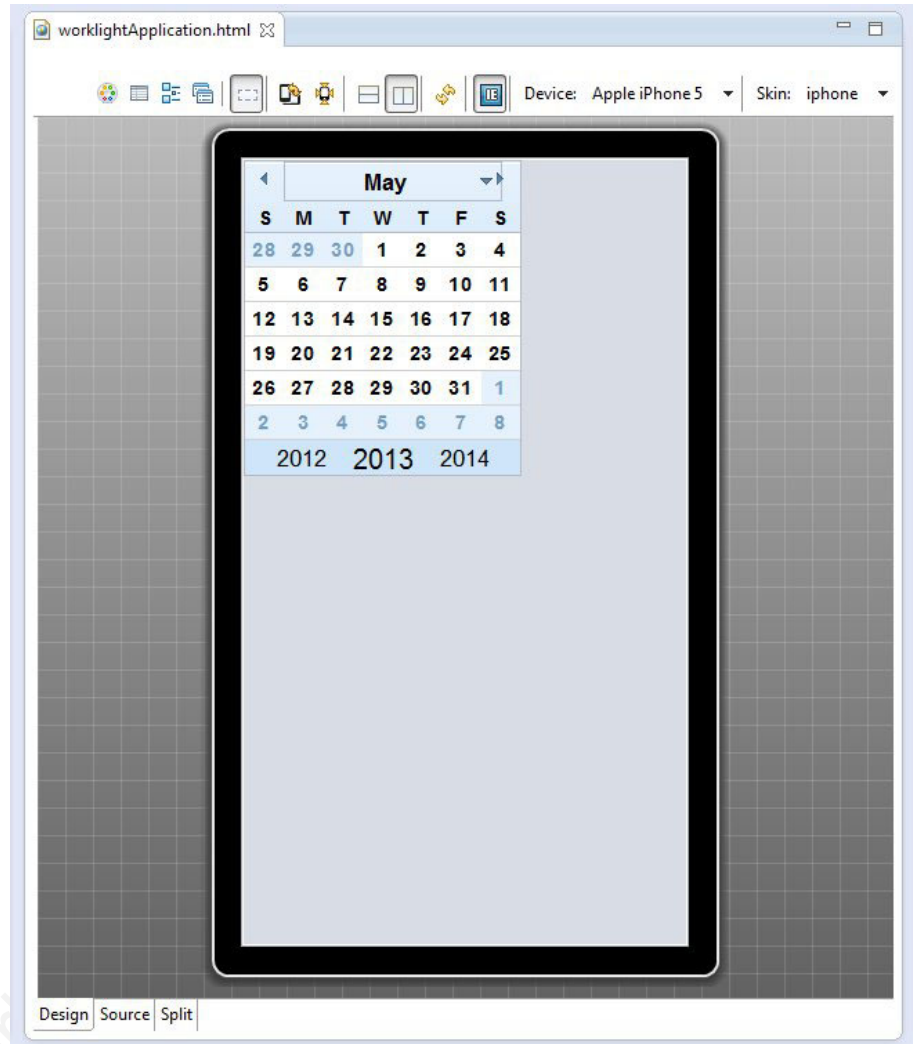 worklightApplication.html
Device: Apple iPhone 5 Skin: iphone
May
S M T W T F S
28 29 30 1 2 3 4
5 6 7 8 9 10 11
12 13 14 15 16 17 18
19 20 21 22 23 24 25
26 27 28 29 30 31 1
2 3 4 5 6 7 8
2012 2013 2014
Design Source Split